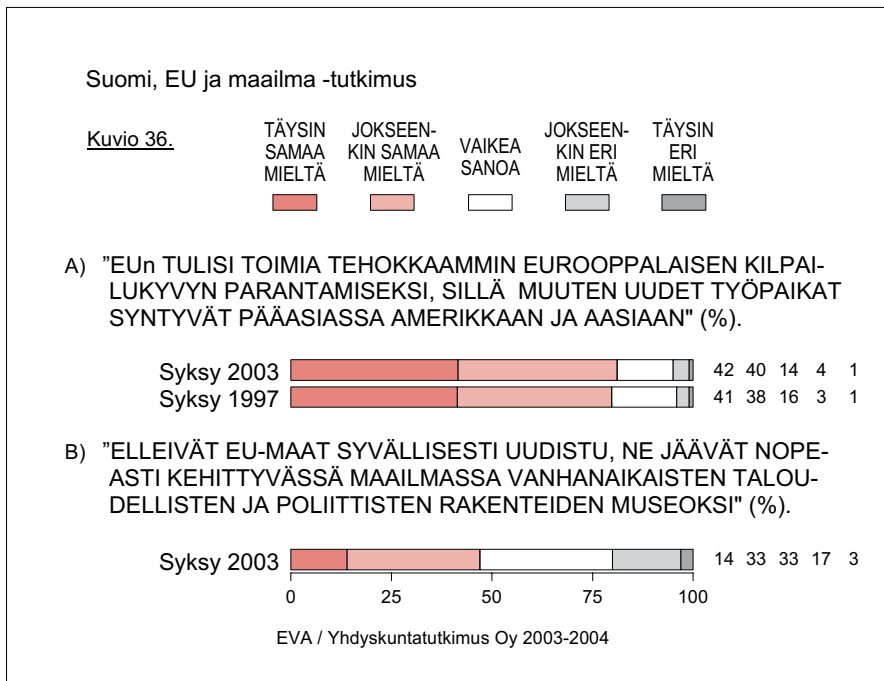 Suomi, EU ja maailma -tutkimus
Kuvio 36.
TÄYSIN
SAMAA
MIELTÄ
JOKSEEN-
KIN SAMAA
MIELTÄ
VAIKEA
SANOA
JOKSEEN-
KIN ERI
MIELTÄ
TÄYSIN
ERI
MIELTÄ
A) "EUn TULISI TOIMIA TEHOKKAAMMIN EUROOPPALAISEN KILPAI-
LUKYVYN PARANTAMISEKSI, SILLÄ MUUTEN UUDET TYÖPAIKAT
SYNTYVÄT PÄÄASIASSA AMERIKKAAN JA AASIAAN" (%).
Syksy 2003 42 40 14 4 1
Syksy 1997 41 38 16 3 1
B) "ELLEIVÄT EU-MAAT SYVÄLLISESTI UUDISTU, NE JÄÄVÄT NOPE-
ASTI KEHITTYVÄSSÄ MAAILMASSA VANHANAIKAISTEN TALOU-
DELLISTEN JA POLIITTISTEN RAKENTEIDEN MUSEOKSI" (%).
Syksy 2003 14 33 33 17 3
0 25 50 75 100
EVA / Yhdyskuntatutkimus Oy 2003-2004